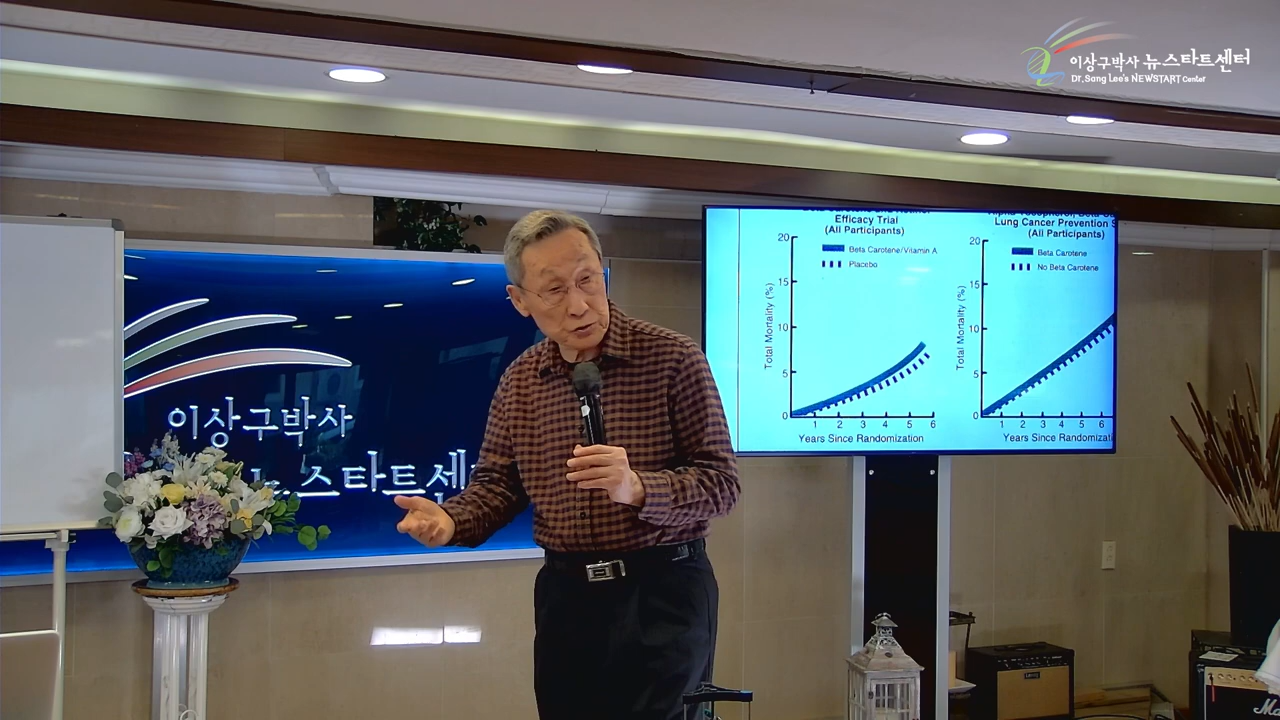 이상구박사 뉴스타트센터
Dr. Sang Lee's NEWSTART Center
이상구박사
스타트센
Efficacy Trial
(All Participants)
Beta Carotene/Vitamin A
Placebo
20
15
10
5
0
Total Mortality (%)
1 2 3 4 5 6
Years Since Randomization
Lung Cancer Prevention S
(All Participants)
Beta Carotene
No Beta Carotene
20
15
10
5
0
Total Mortality (%)
1 2 3 4 5 6
Years Since Randomizati